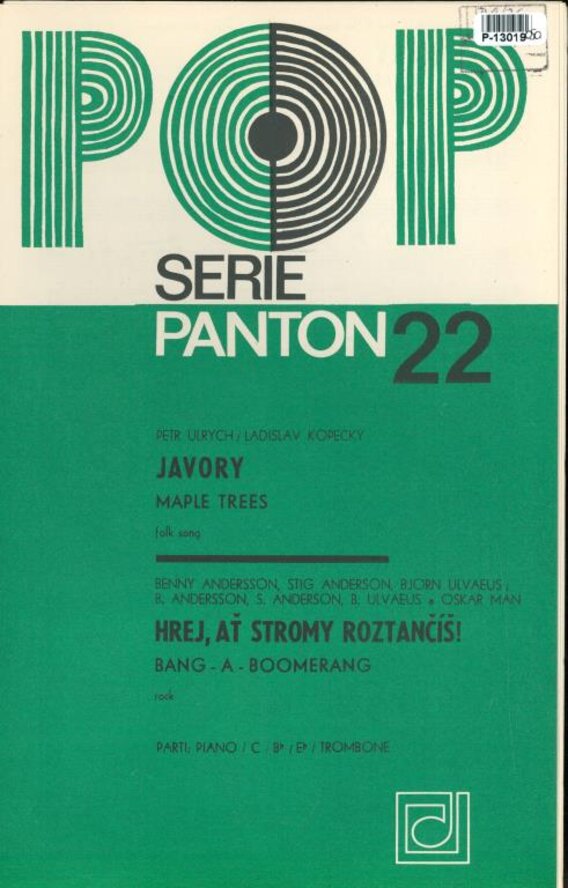 POP
P-13019
SERIE
PANTON 22
PETR ULRYCH / LADISLAV KOPECKÝ
JAVORY
MAPLE TREES
folk song
BENNY ANDERSSON, STIG ANDERSON, BJÖRN ULVAEUS /
B. ANDERSSON, S. ANDERSON, B. ULVAEUS a OSKAR MAN
HREJ, AŤ STROMY ROZTANČÍŠ!
BANG - A - BOOMERANG
rock
PARTI: PIANO / C / B♭ / E♭ / TROMBONE